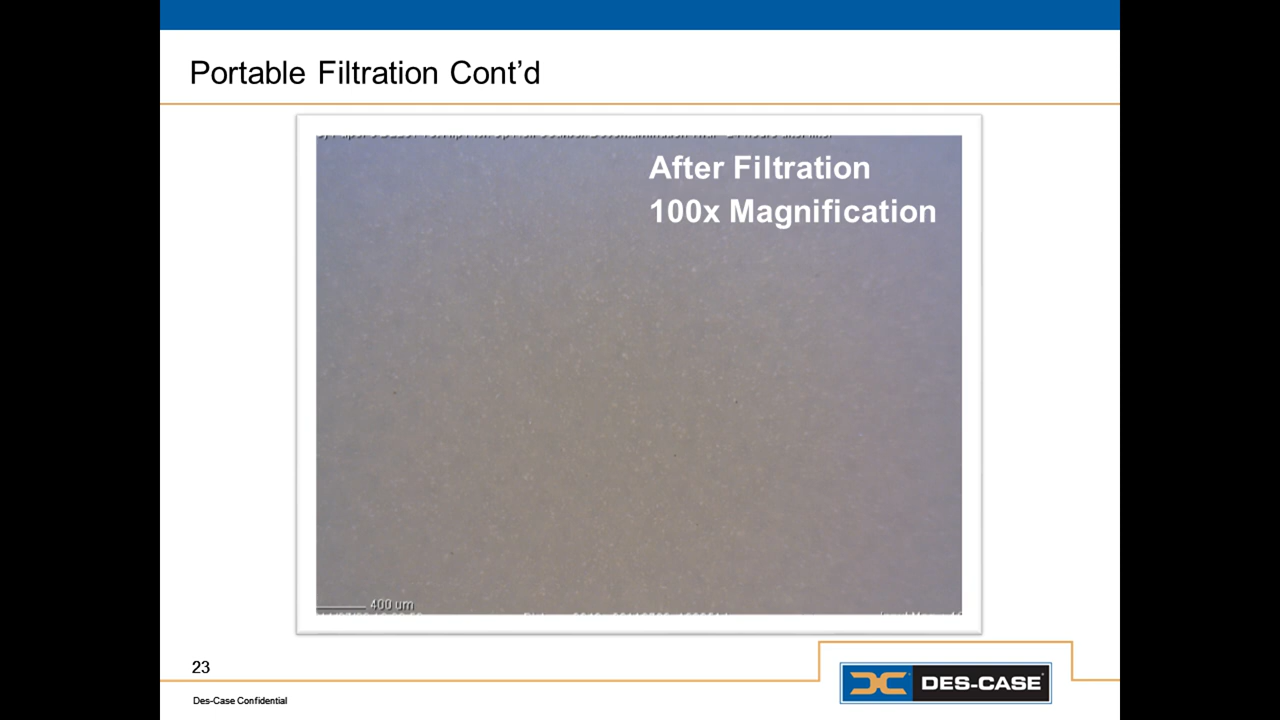 Portable Filtration Cont’d
After Filtration
100x Magnification
400 um
23
DES-CASE
Des-Case Confidential